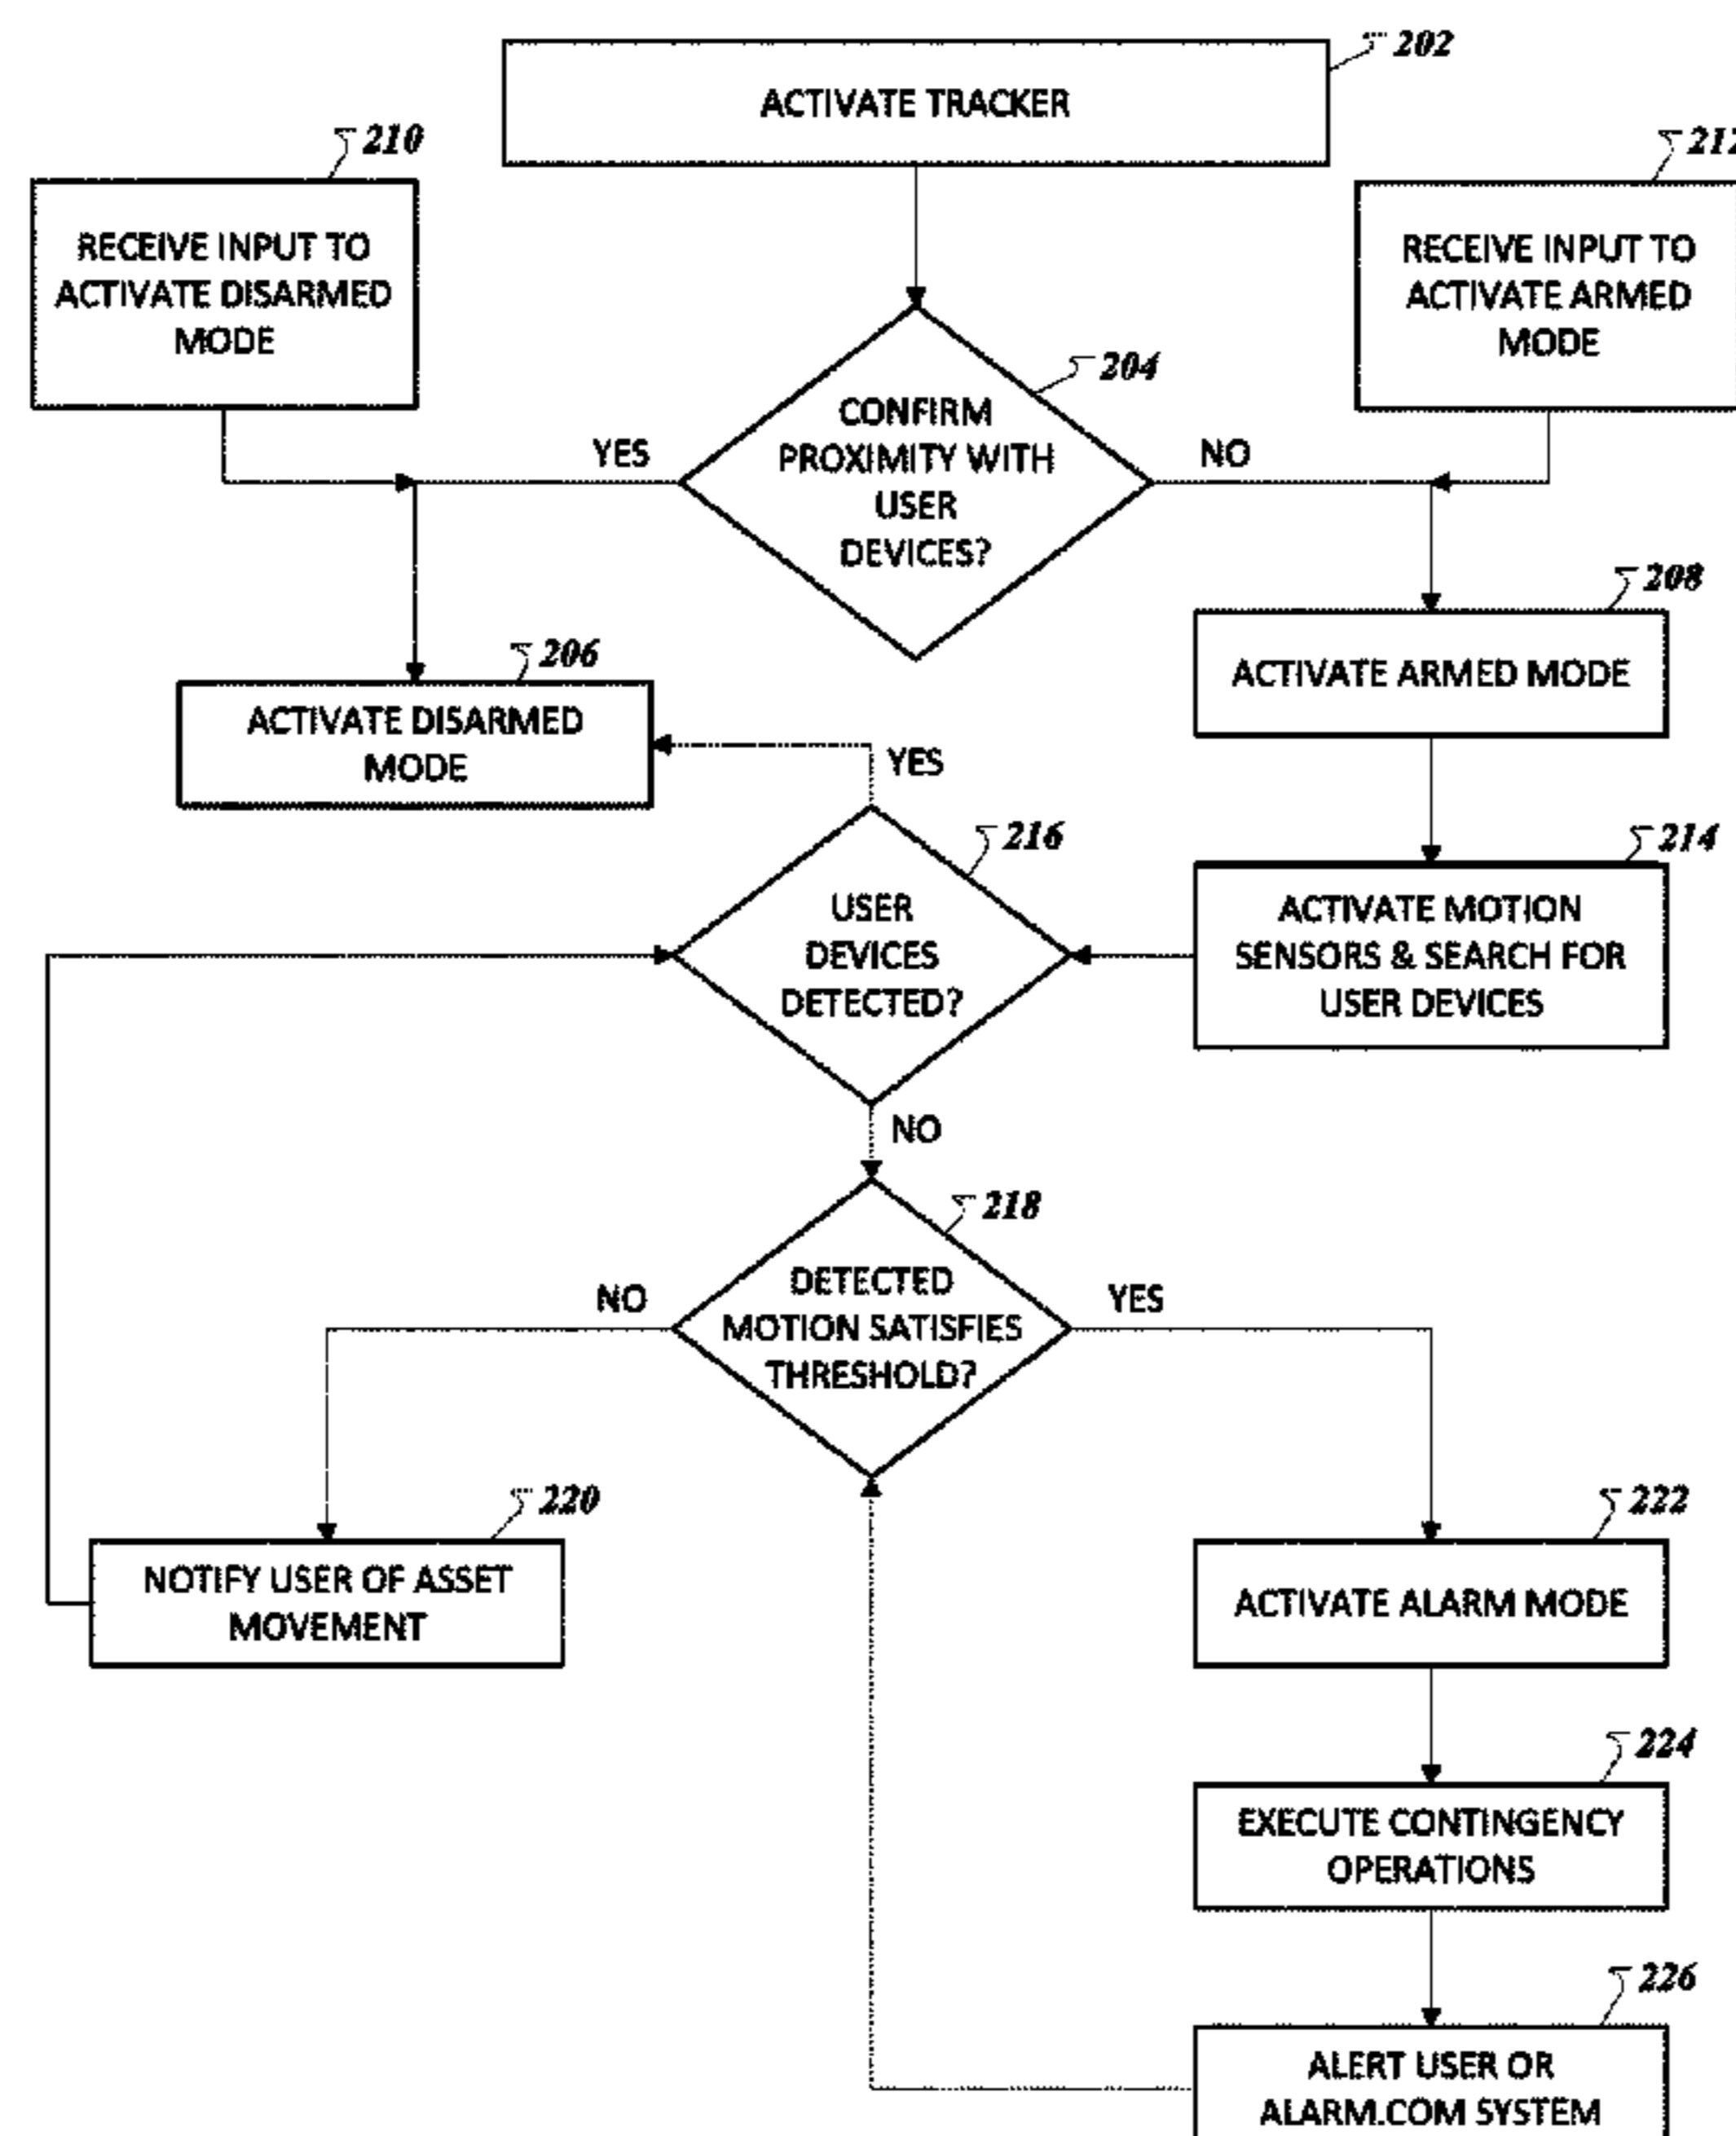 202
ACTIVATE TRACKER
210
RECEIVE INPUT TO
ACTIVATE DISARMED
MODE
RECEIVE INPUT TO
ACTIVATE ARMED
MODE
204
CONFIRM
PROXIMITY WITH
USER
DEVICES?
YES
NO
206
ACTIVATE DISARMED
MODE
208
ACTIVATE ARMED MODE
YES
216
USER
DEVICES
DETECTED?
214
ACTIVATE MOTION
SENSORS & SEARCH FOR
USER DEVICES
NO
218
DETECTED
MOTION SATISFIES
THRESHOLD?
NO
YES
220
NOTIFY USER OF ASSET
MOVEMENT
222
ACTIVATE ALARM MODE
224
EXECUTE CONTINGENCY
OPERATIONS
226
ALERT USER OR
ALARM.COM SYSTEM